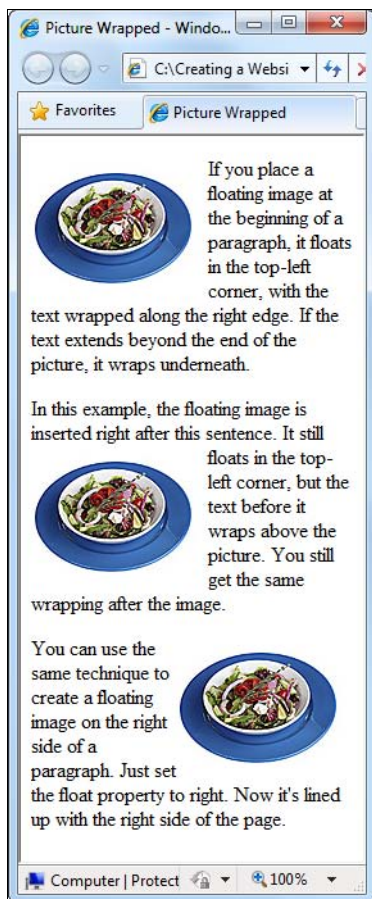 Picture Wrapped - Windo...
C:\Creating a Websi
Favorites
Picture Wrapped
If you place a
floating image at
the beginning of a
paragraph, it floats
in the top-left
corner, with the
text wrapped along the right edge. If the
text extends beyond the end of the
picture, it wraps underneath.
In this example, the floating image is
inserted right after this sentence. It still
floats in the top-
left corner, but the
text before it
wraps above the
picture. You still
get the same
wrapping after the image.
You can use the
same technique to
create a floating
image on the right
side of a
paragraph. Just set
the float property to right. Now it's lined
up with the right side of the page.
Computer | Protect
100%